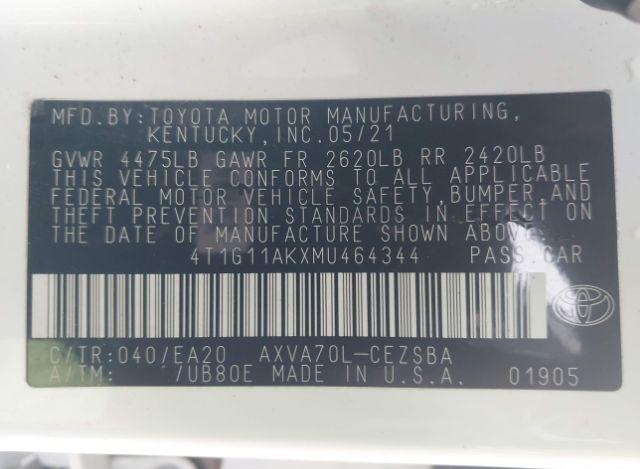 MFD.BY:TOYOTA MOTOR MANUFACTURING,
KENTUCKY,INC.05/21
GVWR 4475LB GAWR FR 2620LB RR 2420LB
THIS VEHICLE CONFORMS TO ALL APPLICABLE
FEDERAL MOTOR VEHICLE SAFETY,BUMPER,AND
THEFT PREVENTION STANDARDS IN EFFECT ON
THE DATE OF MANUFACTURE SHOWN ABOVE.
4T1G11AKXMU464344 PASS.CAR
C/TR:040/EA20 AXVA70L-CEZSBA
A/TM: /UB80E MADE IN U.S.A. 01905